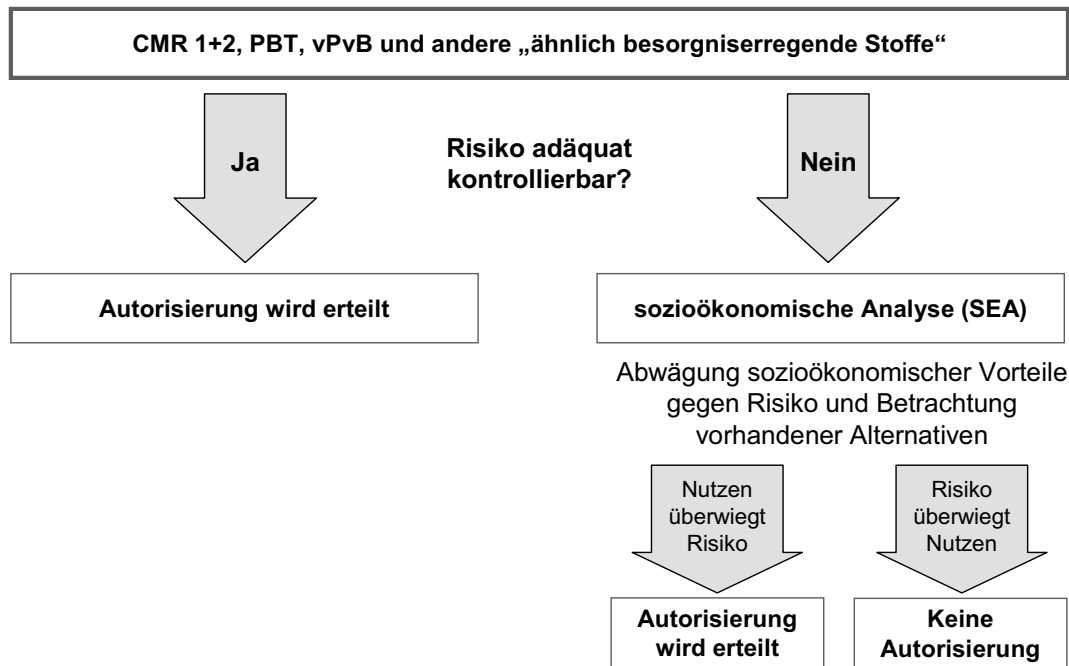 CMR 1+2, PBT, vPvB und andere „ähnlich besorgniserregende Stoffe“
Ja
Risiko adäquat
kontrollierbar?
Nein
Autorisierung wird erteilt
sozioökonomische Analyse (SEA)
Abwägung sozioökonomischer Vorteile
gegen Risiko und Betrachtung
vorhandener Alternativen
Nutzen
überwiegt
Risiko
Risiko
überwiegt
Nutzen
Autorisierung
wird erteilt
Keine
Autorisierung